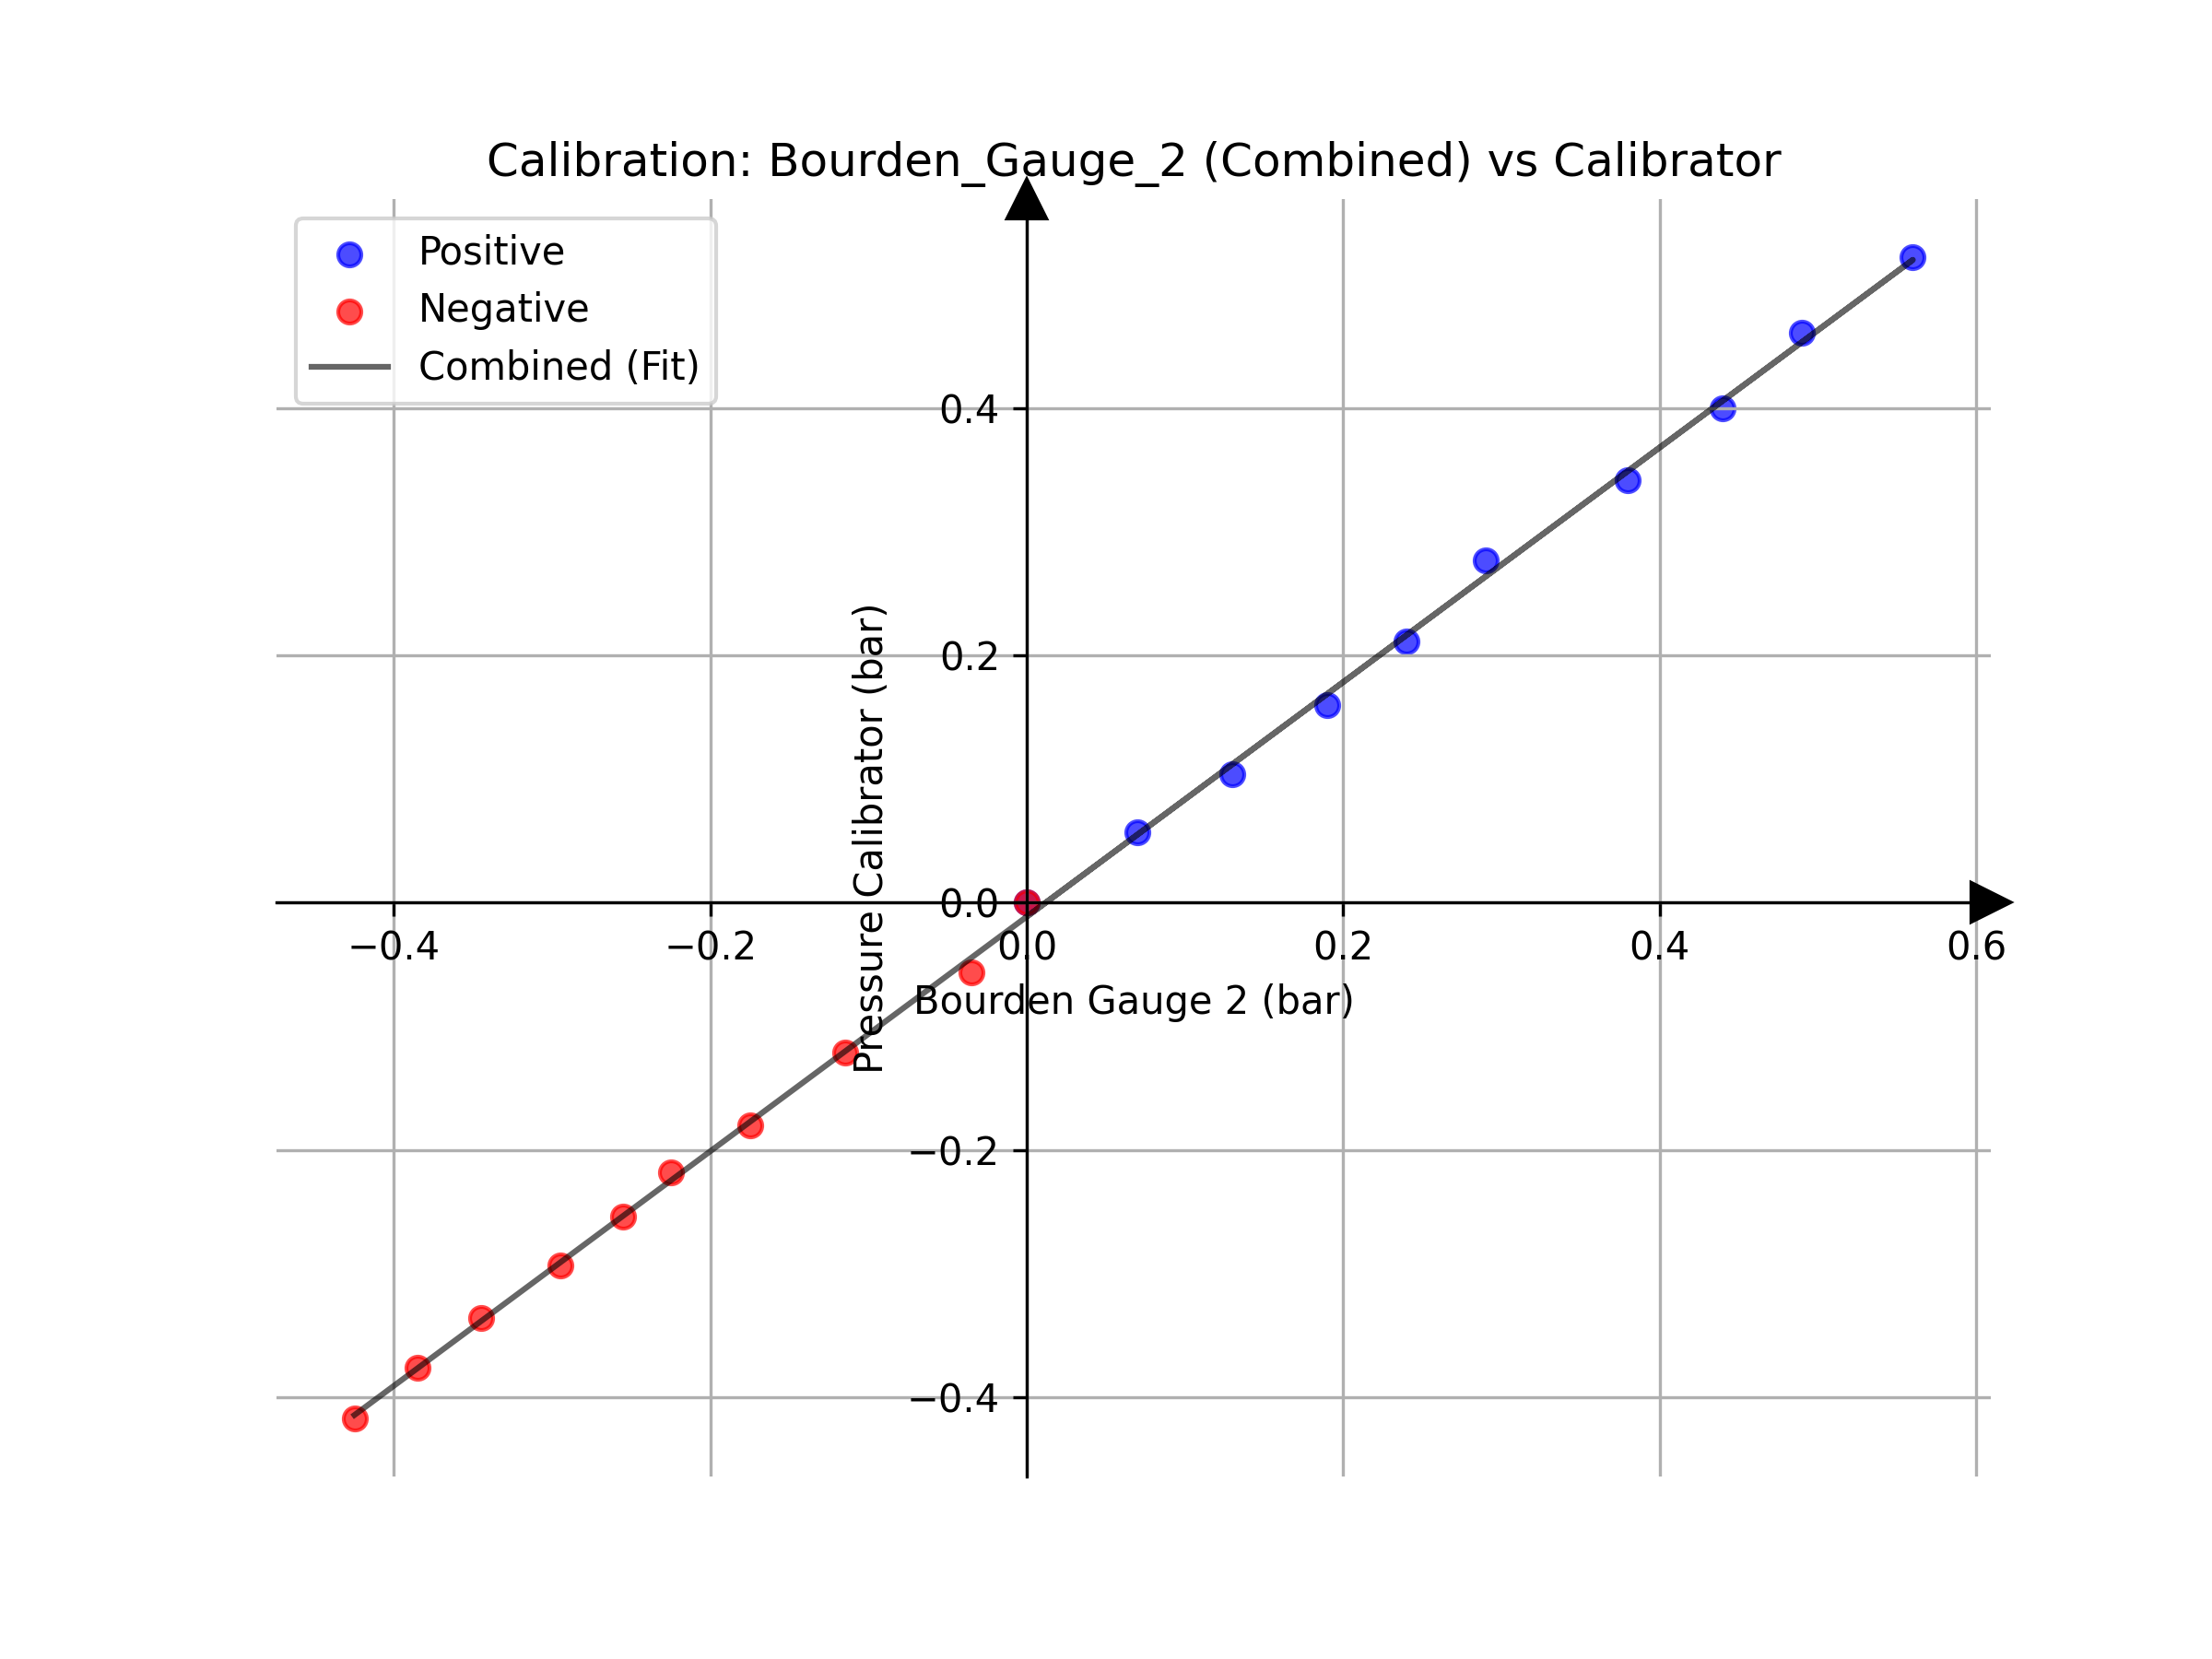 Calibration: Bourden_Gauge_2 (Combined) vs Calibrator
Positive
Negative
Combined (Fit)
0.4
0.2
0.0
−0.2
−0.4
Pressure Calibrator (bar)
−0.4 −0.2 0.0 0.2 0.4 0.6
Bourden Gauge 2 (bar)